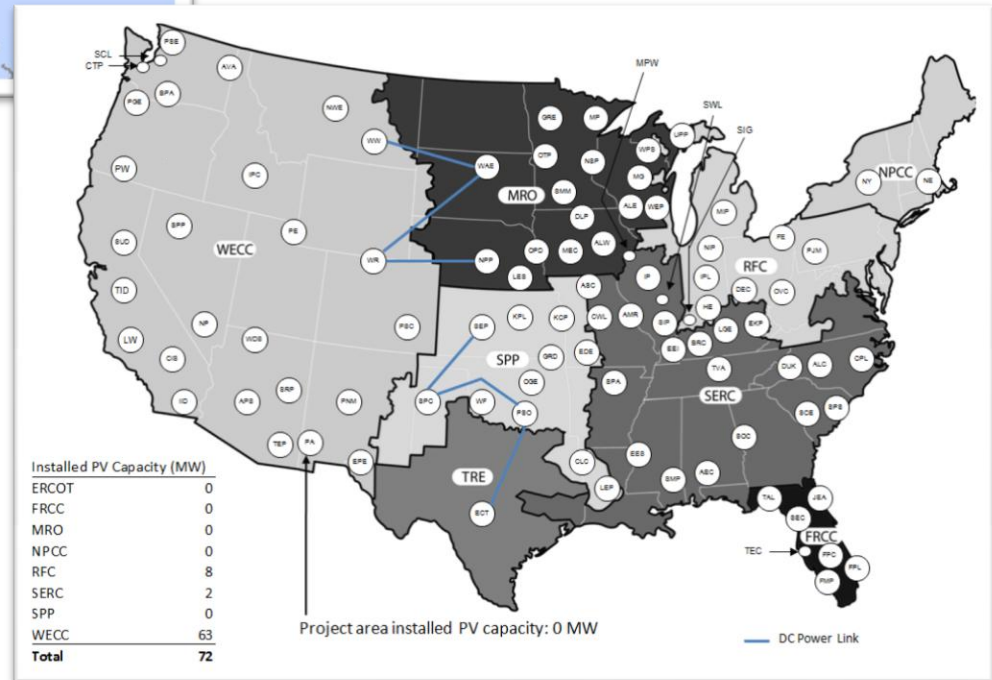 PSE
SCL
CTP
AVA
PGE
BPA
NWE
WW
PW
IPC
SPP
PE
WECC
WR
SUD
TID
NP
LW
CIS
WDS
PSC
IID
APS
SRP
PNM
TEP
PA
EPE
GRE
MP
OTP
NSP
WAE
MRO
SMM
DLP
NPP
OPD
MEC
ALW
LES
MPW
SWL
SIG
UPP
WPS
MG
ALE
WEP
MIP
NIP
IPL
HE
RFC
DEC
OVC
FE
PJM
NPCC
NY
NE
SEP
KPL
KCP
ASC
SPP
GRD
EDE
OGE
SPC
WF
PSO
CLC
LEP
TRE
ECT
IP
CWL
AMR
SIP
EEI
BRC
LGE
EKP
TVA
SPA
SERC
DUK
ALC
CPL
SCE
SPS
SOC
EES
SMP
AEC
TAL
JEA
SEC
FRCC
TEC
FPC
FPL
FMP
Installed PV Capacity (MW)
ERCOT 0
FRCC 0
MRO 0
NPCC 0
RFC 8
SERC 2
SPP 0
WECC 63
Total 72
Project area installed PV capacity: 0 MW
DC Power Link